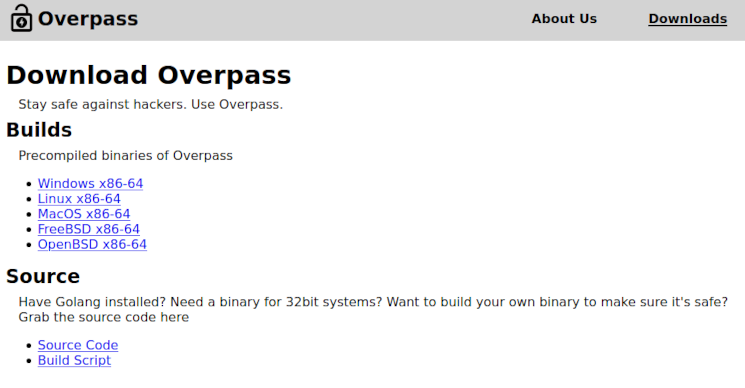 Overpass About Us Downloads
Download Overpass
Stay safe against hackers. Use Overpass.
Builds
Precompiled binaries of Overpass
Windows x86-64
Linux x86-64
MacOS x86-64
FreeBSD x86-64
OpenBSD x86-64
Source
Have Golang installed? Need a binary for 32bit systems? Want to build your own binary to make sure it's safe?
Grab the source code here
Source Code
Build Script